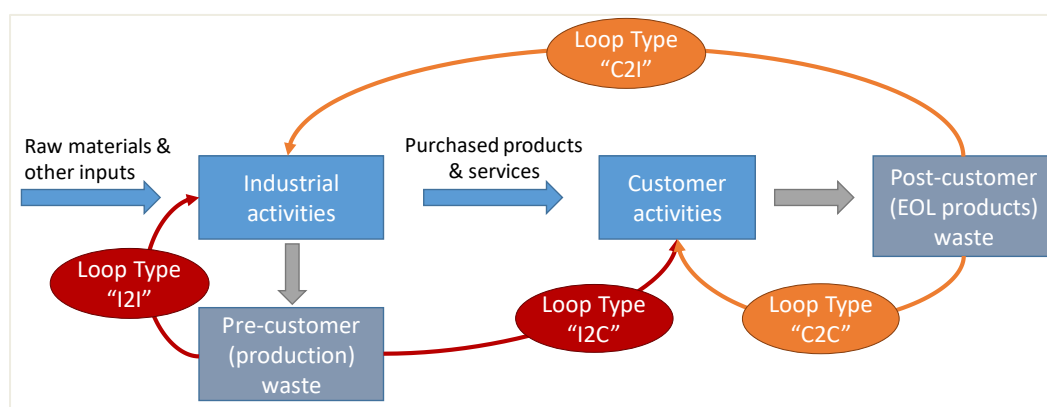 Loop Type
“C2I”
Raw materials &
other inputs
Purchased products
& services
Industrial
activities
Customer
activities
Post-customer
(EOL products)
waste
Loop Type
“I2I”
Loop Type
“I2C”
Loop Type
“C2C”
Pre-customer
(production)
waste